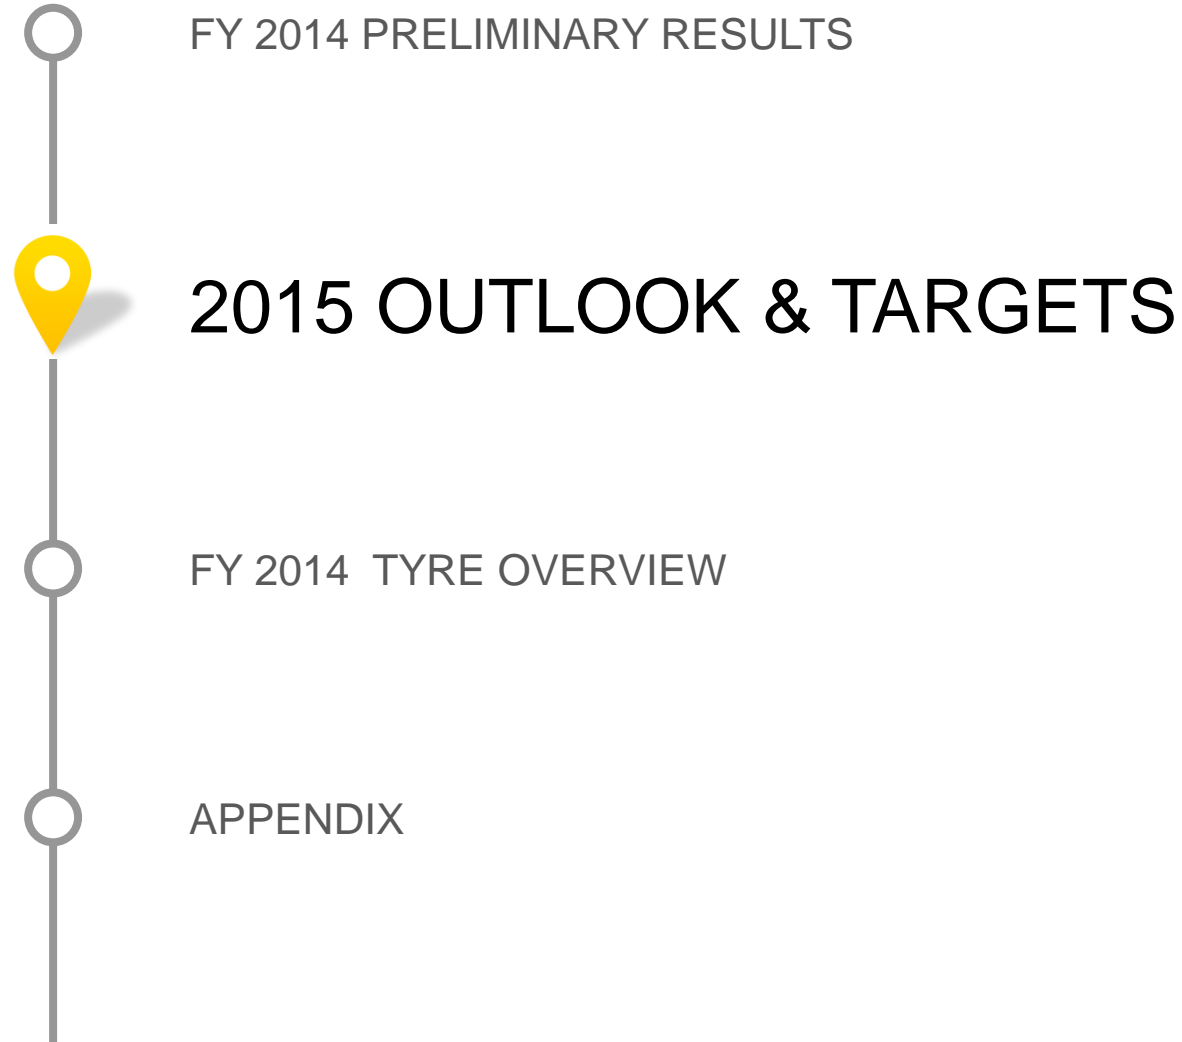 FY 2014 PRELIMINARY RESULTS
2015 OUTLOOK & TARGETS
FY 2014 TYRE OVERVIEW
APPENDIX